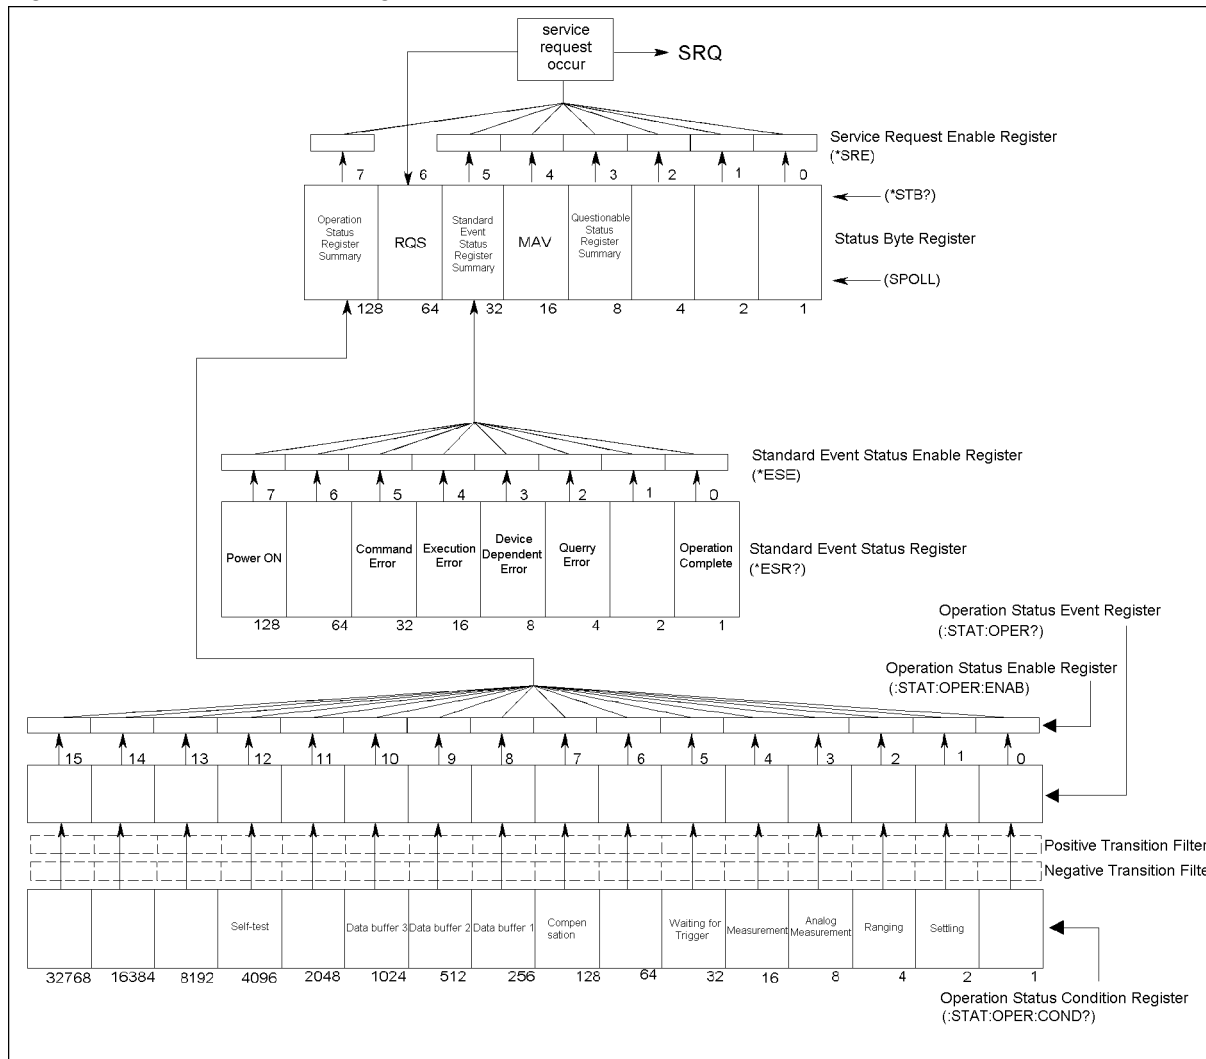 service
request
occur
SRQ
Service Request Enable Register
(*SRE)
7 6 5 4 3 2 1 0
(*STB?)
Operation
Status
Register
Summary
RQS
Standard
Event
Status
Register
Summary
MAV
Questionable
Status
Register
Summary
Status Byte Register
(SPOLL)
128 64 32 16 8 4 2 1
Standard Event Status Enable Register
(*ESE)
7 6 5 4 3 2 1 0
Power ON
Command
Error
Execution
Error
Device
Dependent
Error
Querry
Error
Operation
Complete
Standard Event Status Register
(*ESR?)
128 64 32 16 8 4 2 1
Operation Status Event Register
(:STAT:OPER?)
Operation Status Enable Register
(:STAT:OPER:ENAB)
15 14 13 12 11 10 9 8 7 6 5 4 3 2 1 0
Positive Transition Filter
Negative Transition Filte
Self-test
Data buffer 3
Data buffer 2
Data buffer 1
Compen
sation
Waiting for
Trigger
Measurement
Analog
Measurement
Ranging
Settling
32768 16384 8192 4096 2048 1024 512 256 128 64 32 16 8 4 2 1
Operation Status Condition Register
(:STAT:OPER:COND?)